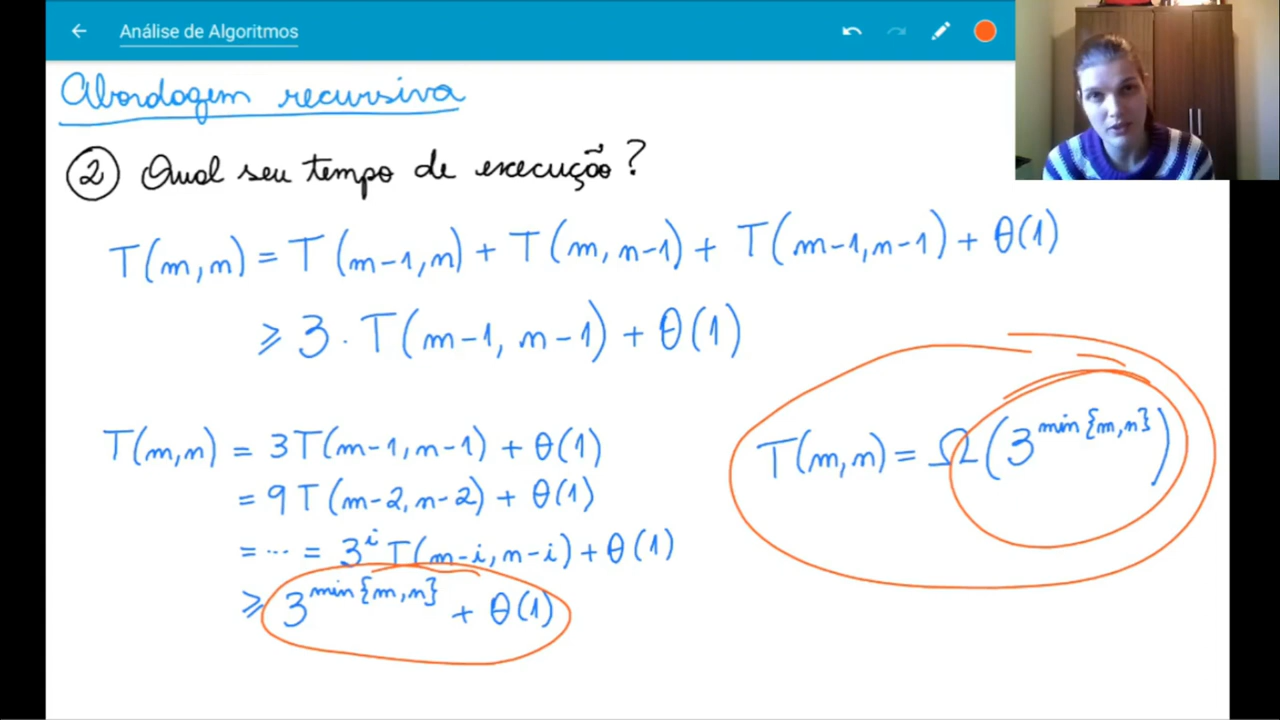 Análise de Algoritmos
Abordagem recursiva
2 Qual seu tempo de execução?
T(m,n) = T(m-1,n) + T(m,n-1) + T(m-1,n-1) + θ(1)
⩾ 3 · T(m-1, n-1) + θ(1)
T(m,n) = 3T(m-1,n-1) + θ(1)
= 9T(m-2,n-2) + θ(1)
= ... = 3^i T(m-i,n-i) + θ(1)
⩾ 3^min{m,n} + θ(1)
T(m,n) = Ω(3^min{m,n})